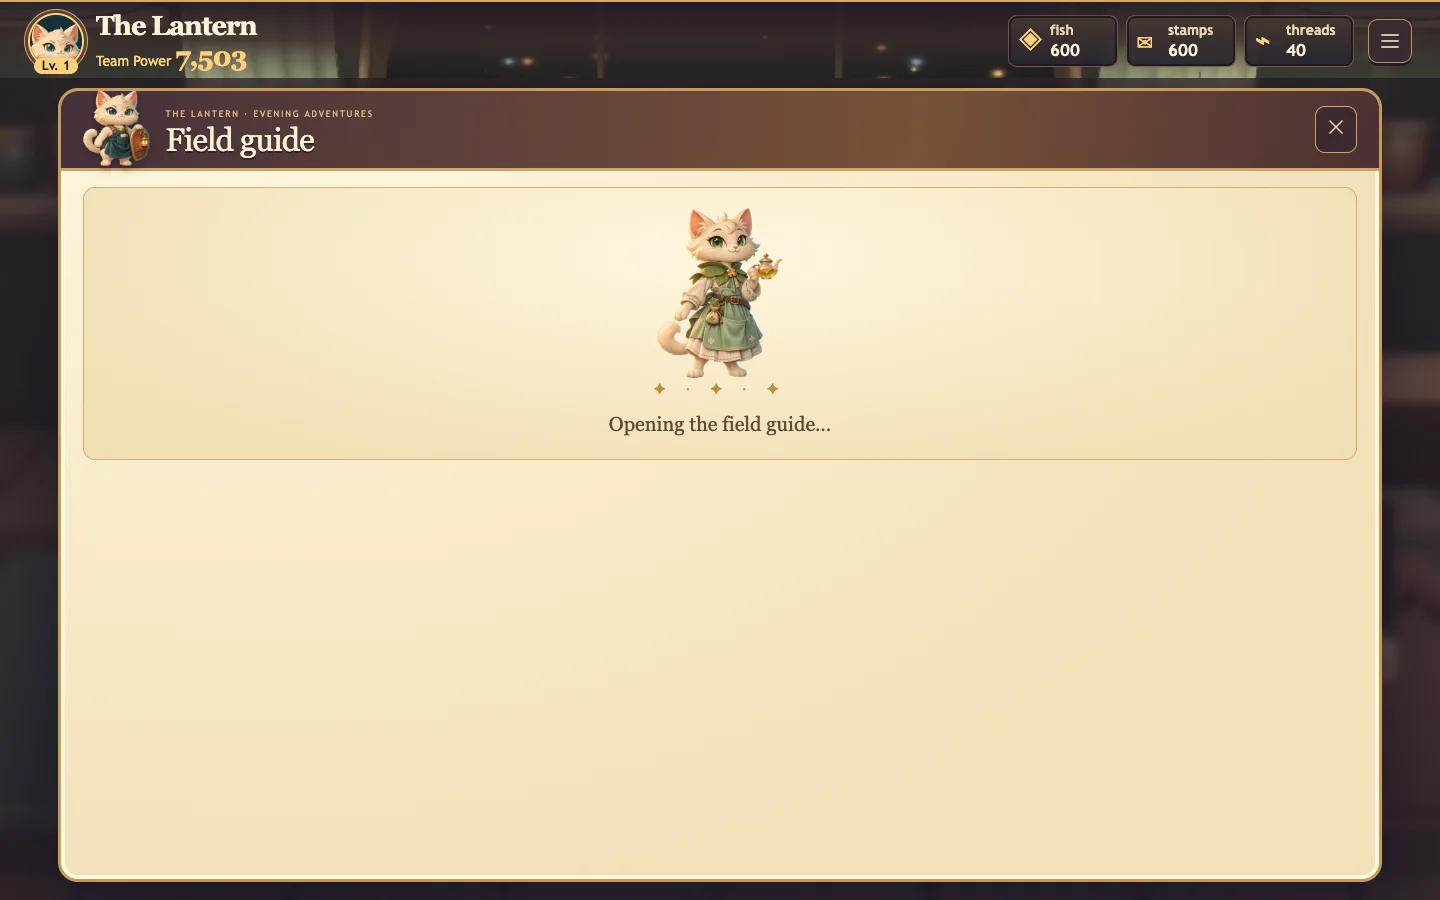 The Lantern
Team Power 7,503
Lv. 1
fish
600
stamps
600
threads
40
THE LANTERN · EVENING ADVENTURES
Field guide
Opening the field guide...